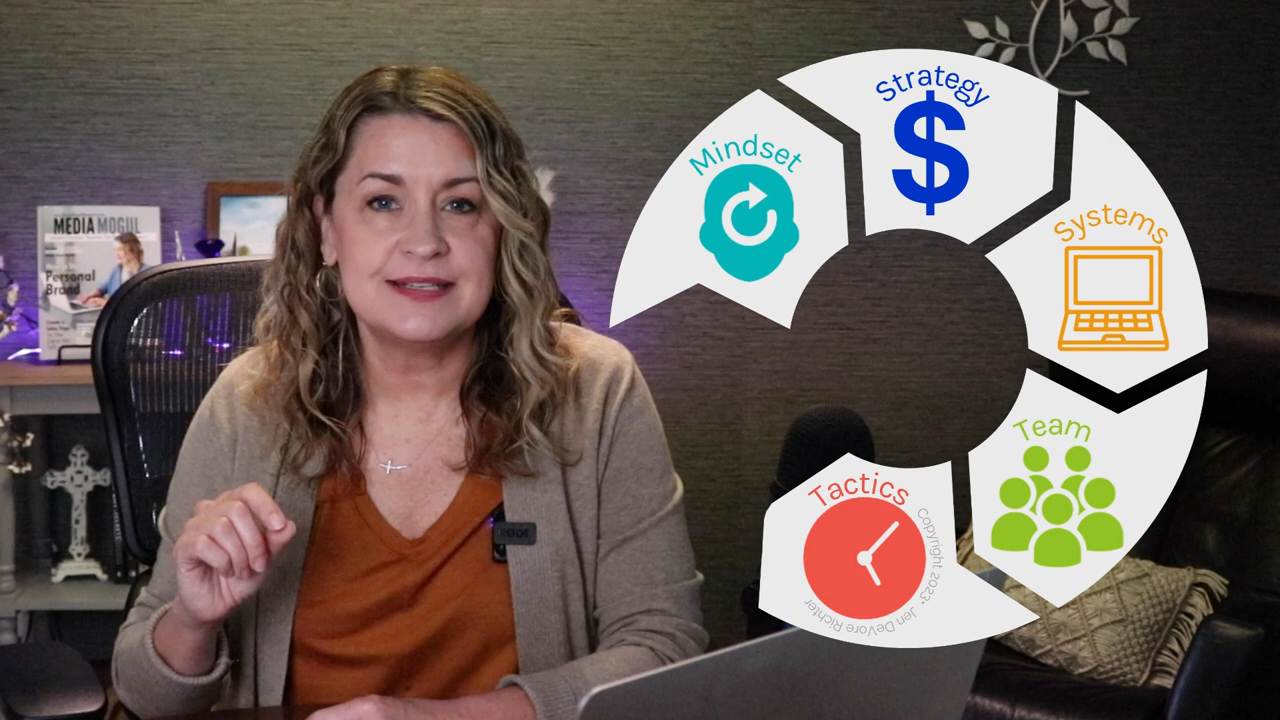 MEDIA MOGUL
Personal
Brand
Mindset
Strategy
$
Systems
Team
Tactics
Copyright 2023· Jen DeVore Richter